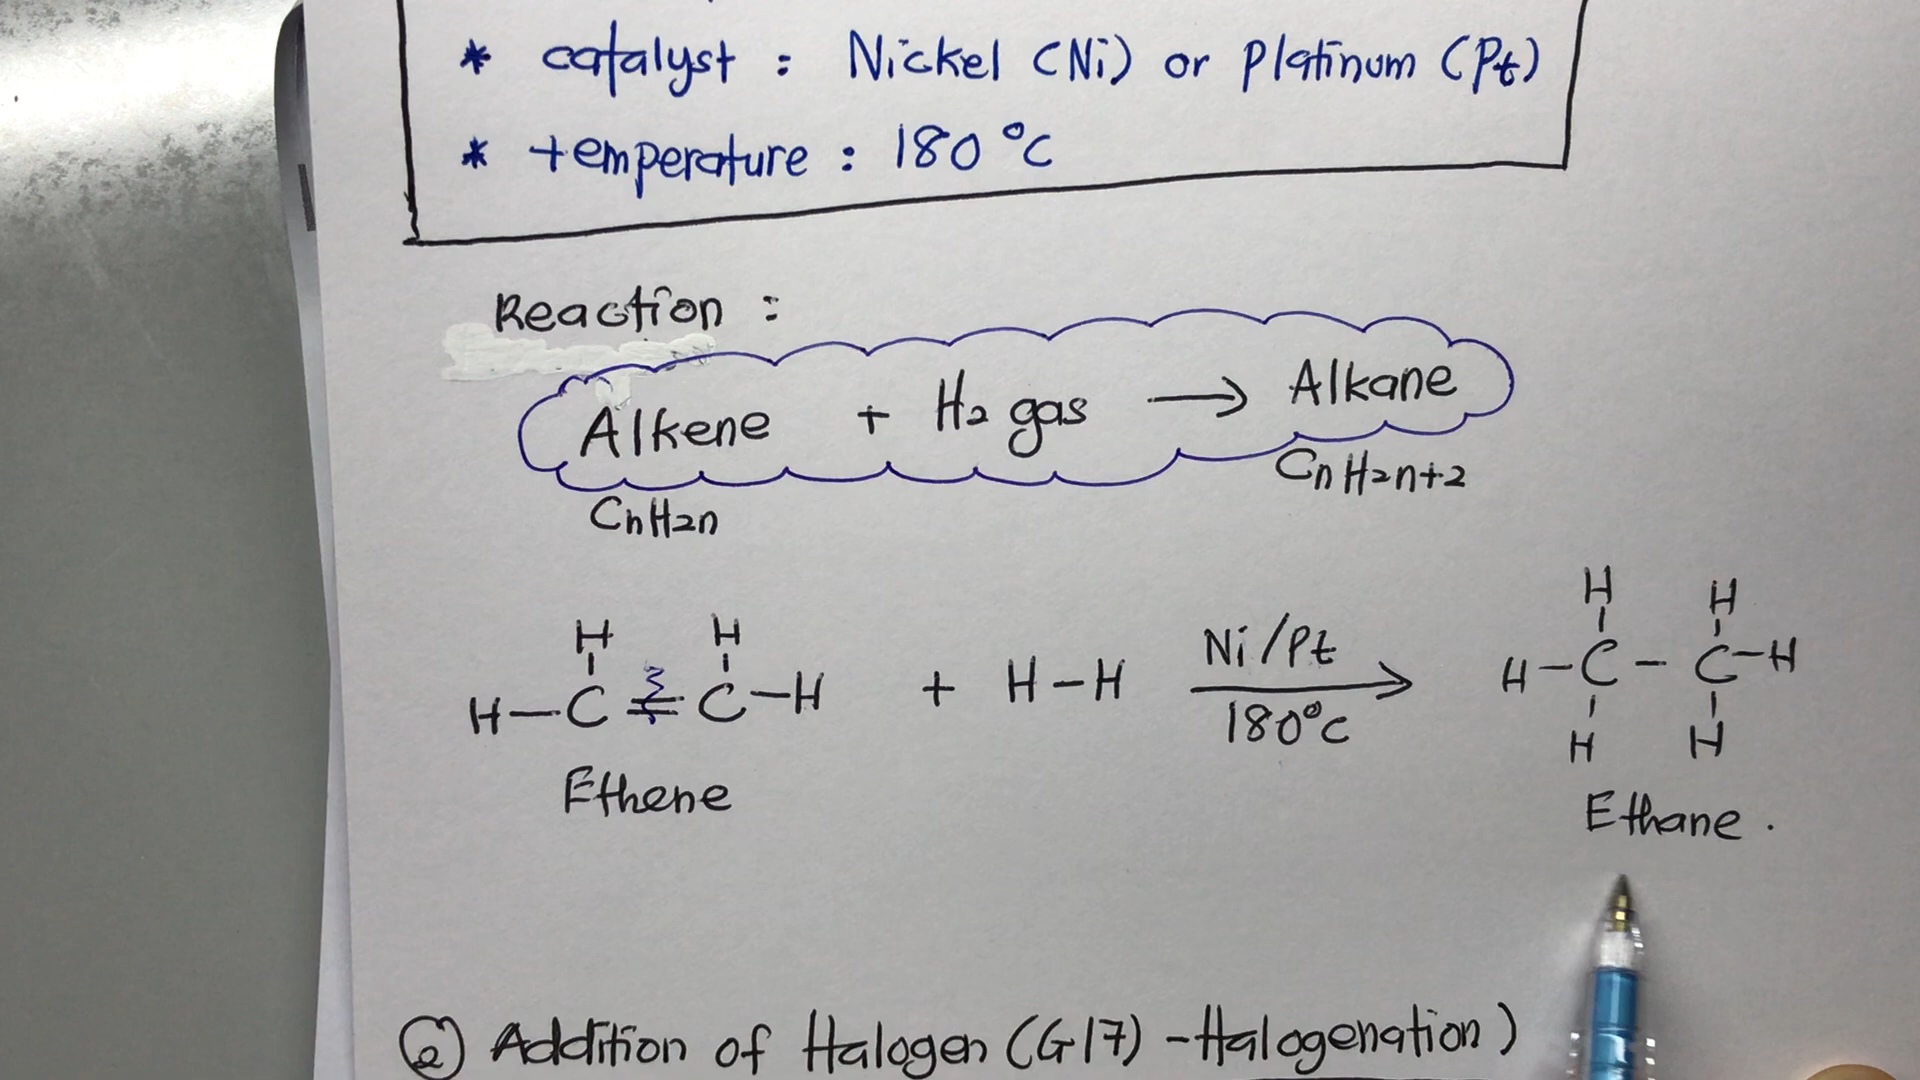 * catalyst : Nickel (Ni) or Platinum (Pt)
* temperature : 180 °C
Reaction :
Alkene + H2 gas → Alkane
CnH2n CnH2n+2
H H H H
H—C=C—H + H—H Ni/Pt → H—C—C—H
180°C
H H
Ethene Ethane .
② Addition of Halogen (G17) - Halogenation)